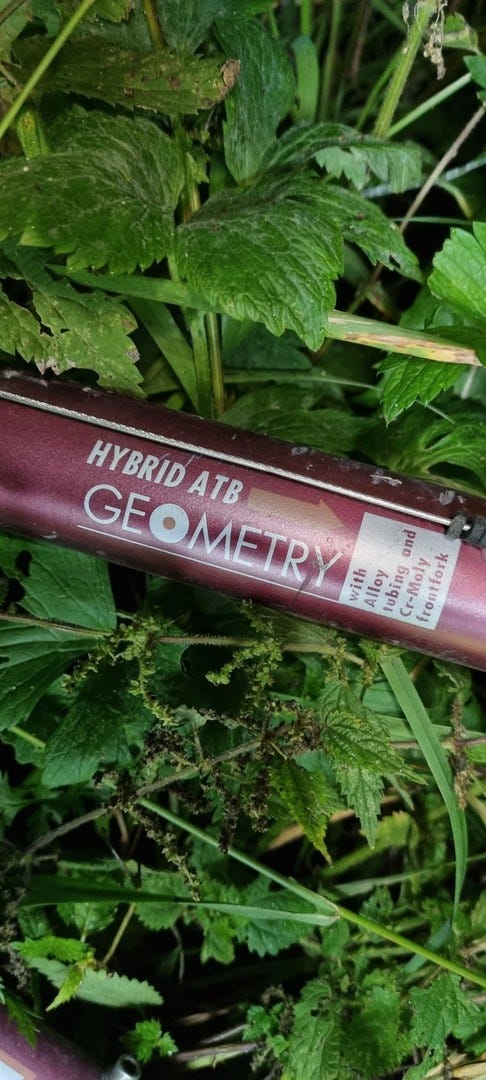 HYBRID ATB
GEOMETRY
with
Alloy
tubing and
Cr-Moly
frontfork